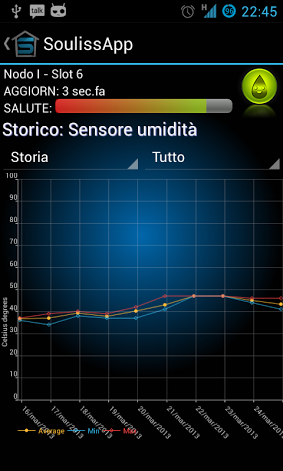 talk
96
22:45
SoulissApp
Nodo I - Slot 6
AGGIORN: 3 sec.fa
SALUTE:
Storico: Sensore umidità
Storia
Tutto
100
90
80
70
60
50
40
30
20
10
0
Celsius degrees
16/mar/2013
17/mar/2013
18/mar/2013
19/mar/2013
20/mar/2013
21/mar/2013
22/mar/2013
23/mar/2013
24/mar/2013
Average
Min
Max